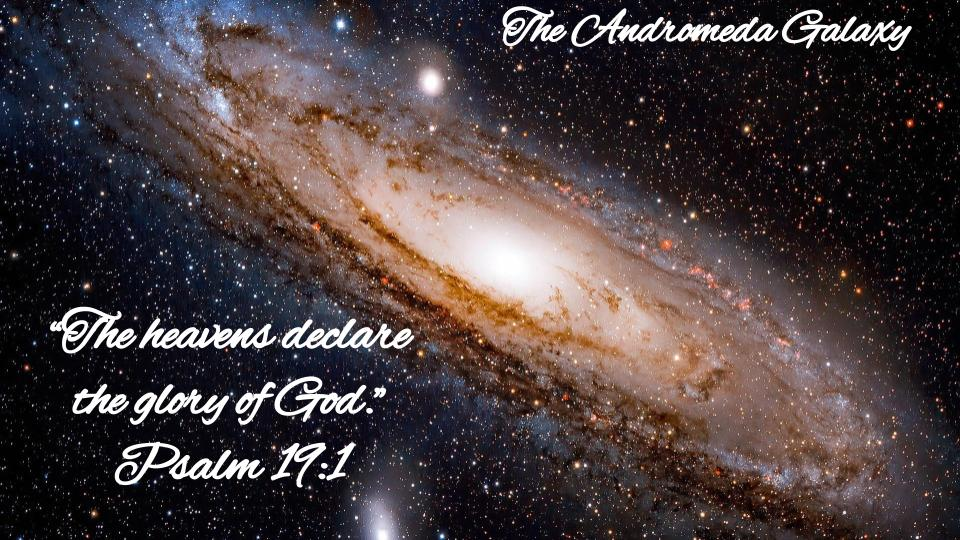 The Andromeda Galaxy
“The heavens declare
the glory of God.”
Psalm 19:1